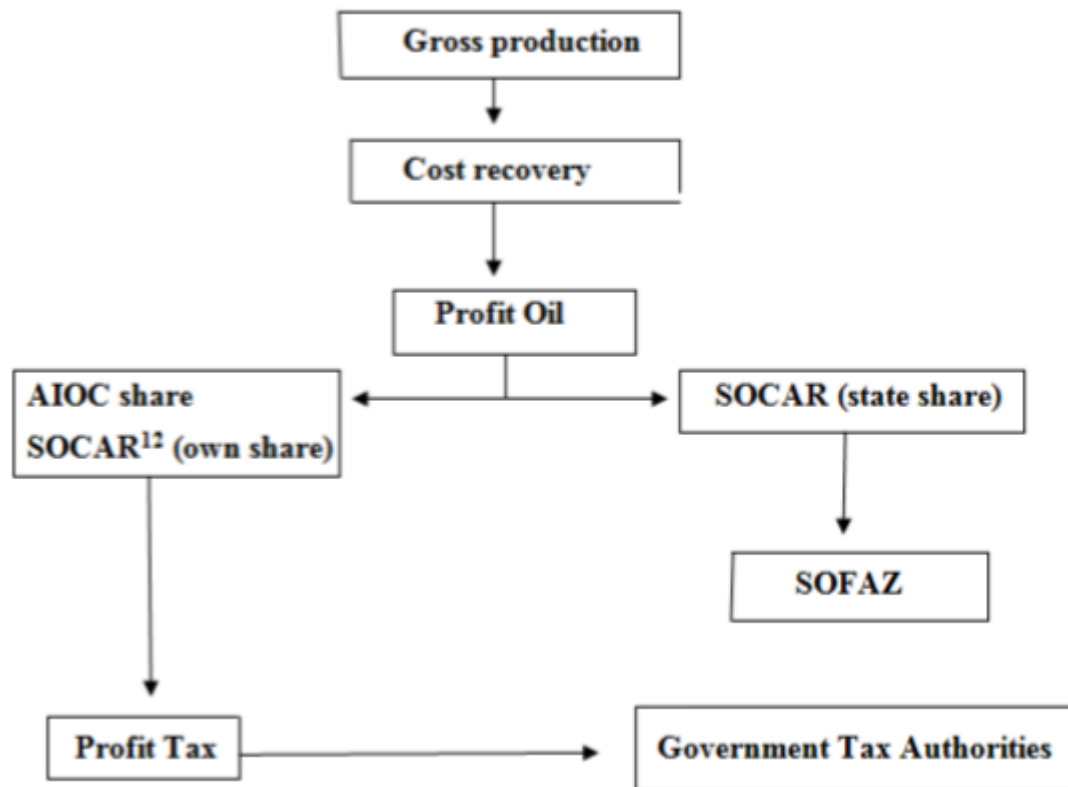 Gross production
Cost recovery
Profit Oil
AIOC share
SOCAR¹² (own share)
SOCAR (state share)
SOFAZ
Profit Tax
Government Tax Authorities